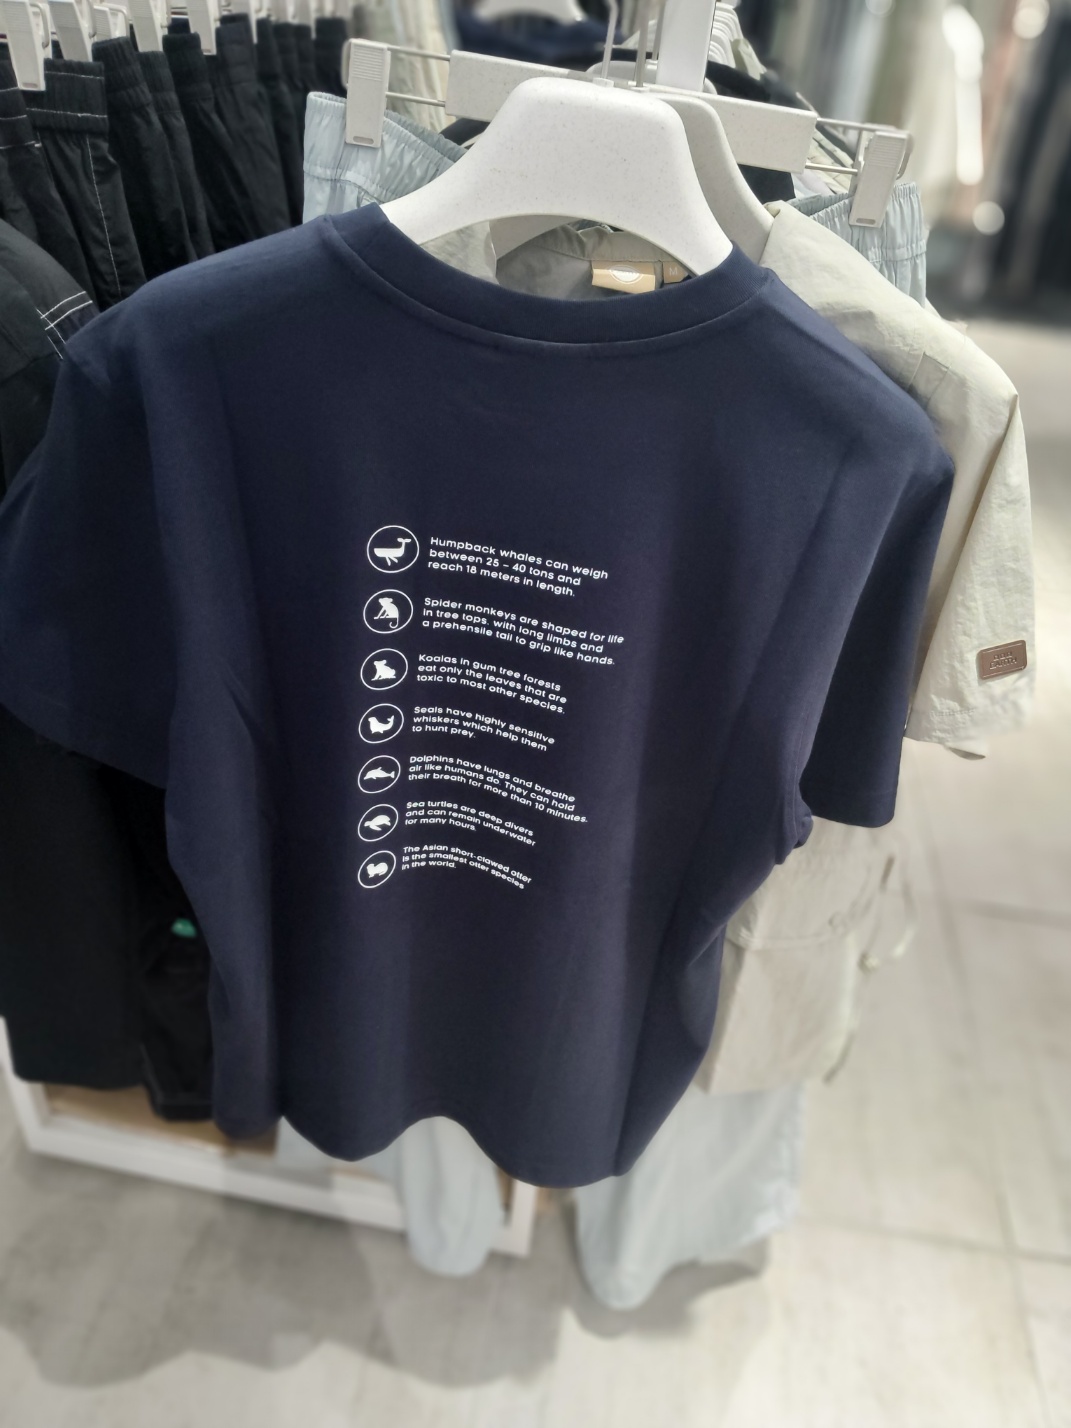 M
Humpback whales can weigh
between 25 – 40 tons and
reach 18 meters in length.
Spider monkeys are shaped for life
in tree tops, with long limbs and
a prehensile tail to grip like hands.
Koalas in gum tree forests
eat only the leaves that are
toxic to most other species.
Seals have highly sensitive
whiskers which help them
to hunt prey.
Dolphins have lungs and breathe
air like humans do. They can hold
their breath for more than 10 minutes.
Sea turtles are deep divers
and can remain underwater
for many hours.
The Asian short-clawed otter
is the smallest otter species
in the world.